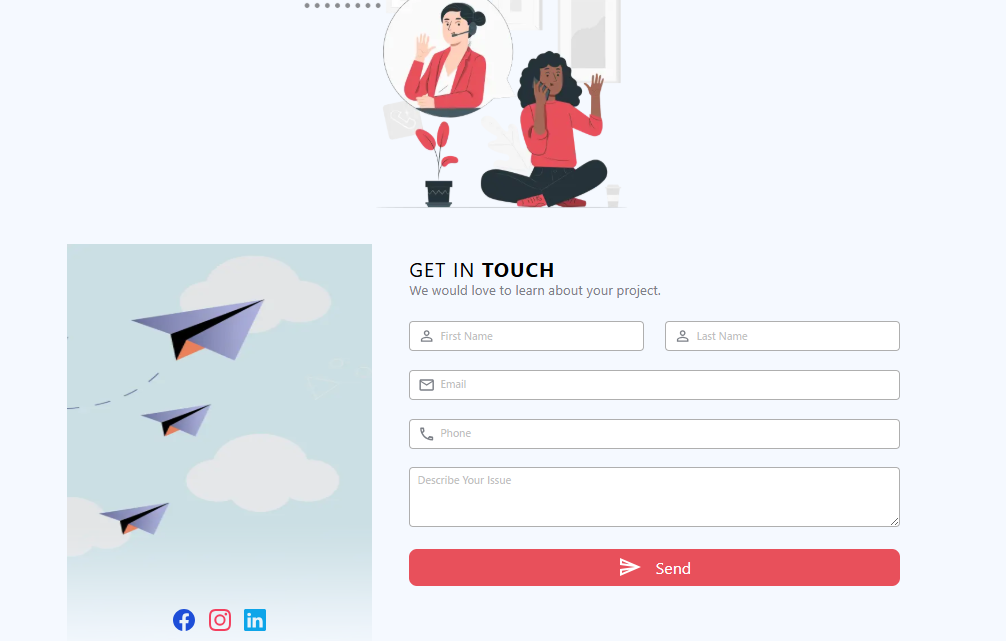 GET IN TOUCH
We would love to learn about your project.
First Name
Last Name
Email
Phone
Describe Your Issue
Send
in